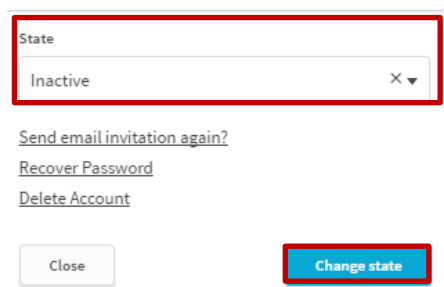 State
Inactive
Send email invitation again?
Recover Password
Delete Account
Close
Change state